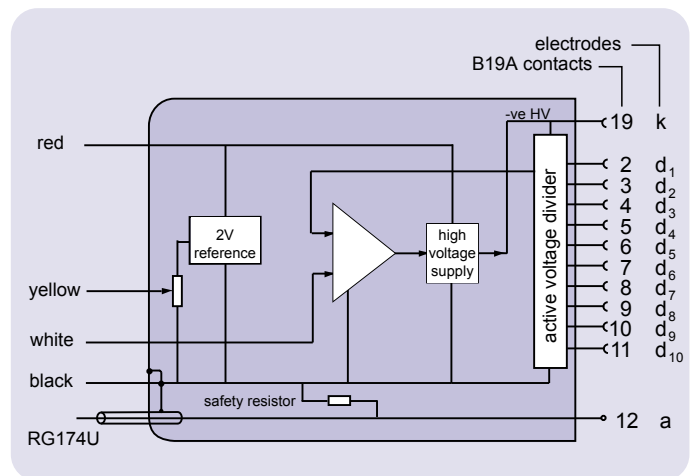 electrodes
B19A contacts
-ve HV
19 k
red
2 d1
3 d2
4 d3
5 d4
6 d5
7 d6
8 d7
9 d8
10 d9
11 d10
active voltage divider
2V
reference
high
voltage
supply
yellow
white
black
safety resistor
12 a
RG174U